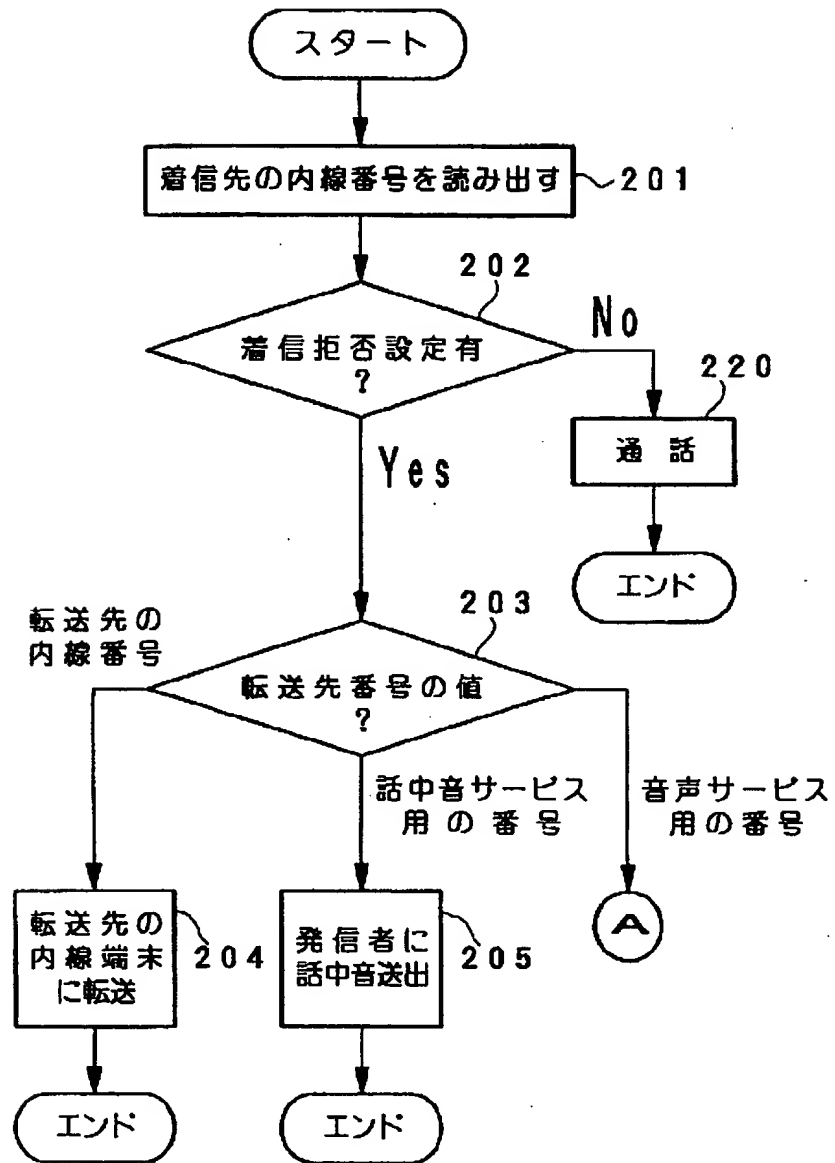 スタート
着信先の内線番号を読み出す
201
202
着信拒否設定有
?
No
220
通話
Yes
エンド
203
転送先の
内線番号
転送先番号の値
?
話中音サービス
用の番号
音声サービス
用の番号
転送先の
内線端末
に転送
204
発信者に
話中音送出
205
A
エンド
エンド